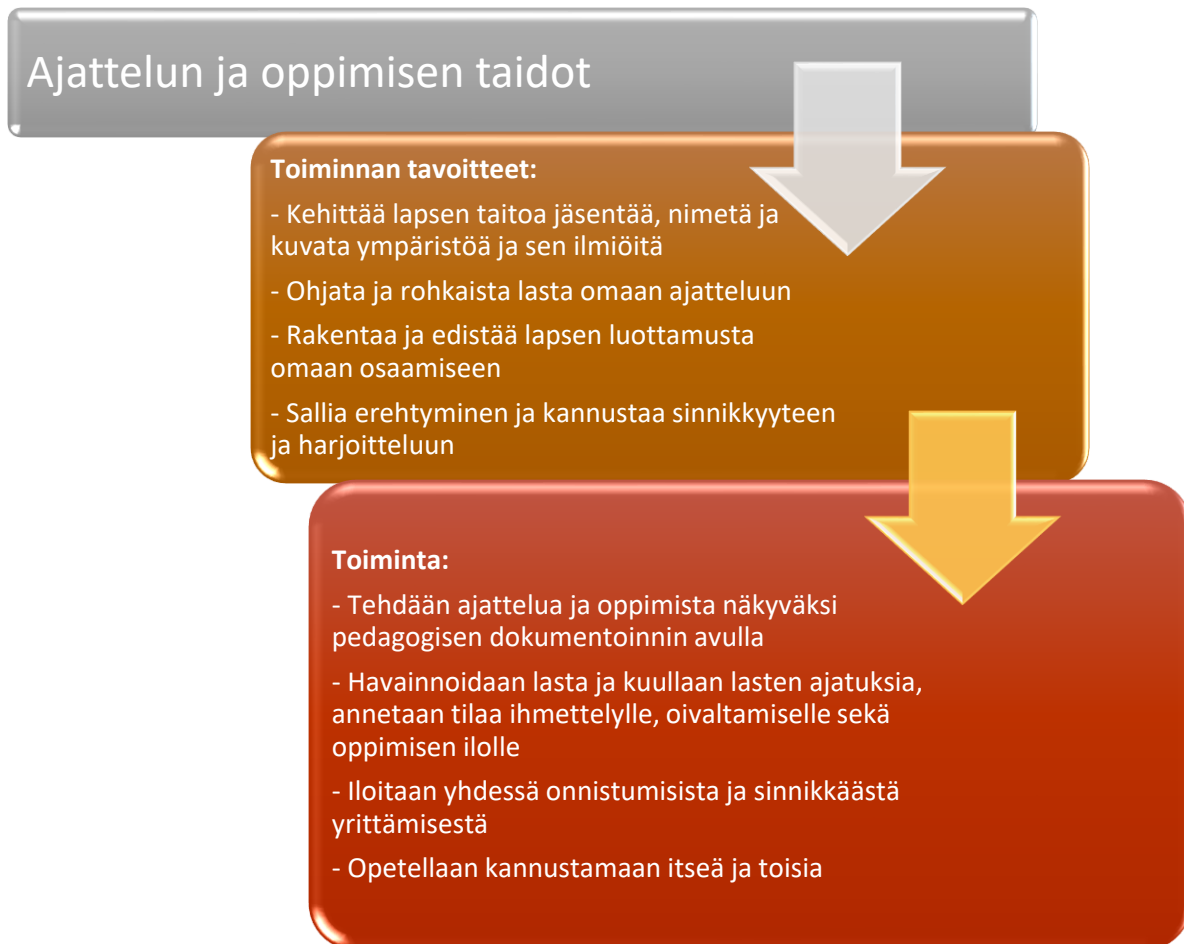 Ajattelun ja oppimisen taidot
Toiminnan tavoitteet:
- Kehittää lapsen taitoa jäsentää, nimetä ja
kuvata ympäristöä ja sen ilmiöitä
- Ohjata ja rohkaista lasta omaan ajatteluun
- Rakentaa ja edistää lapsen luottamusta
omaan osaamiseen
- Sallia erehtyminen ja kannustaa sinnikkyyteen
ja harjoitteluun
Toiminta:
- Tehdään ajattelua ja oppimista näkyväksi
pedagogisen dokumentoinnin avulla
- Havainnoidaan lasta ja kuullaan lasten ajatuksia,
annetaan tilaa ihmettelylle, oivaltamiselle sekä
oppimisen ilolle
- Iloitaan yhdessä onnistumisista ja sinnikkäästä
yrittämisestä
- Opetellaan kannustamaan itseä ja toisia